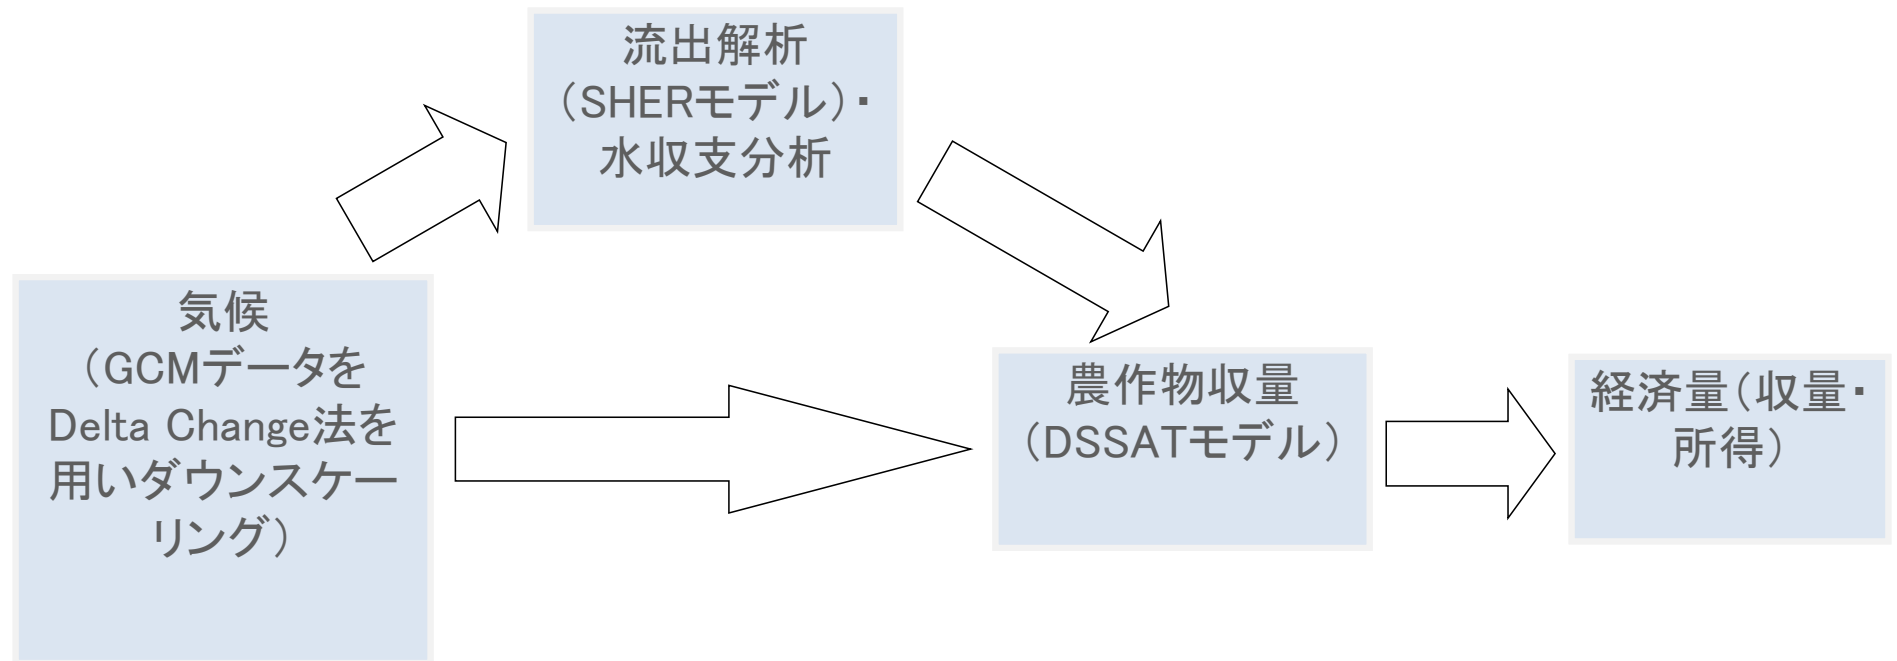 流出解析
（SHERモデル）・
水収支分析
気候
（GCMデータを
Delta Change法を
用いダウンスケー
リング）
農作物収量
（DSSATモデル）
経済量（収量・
所得）